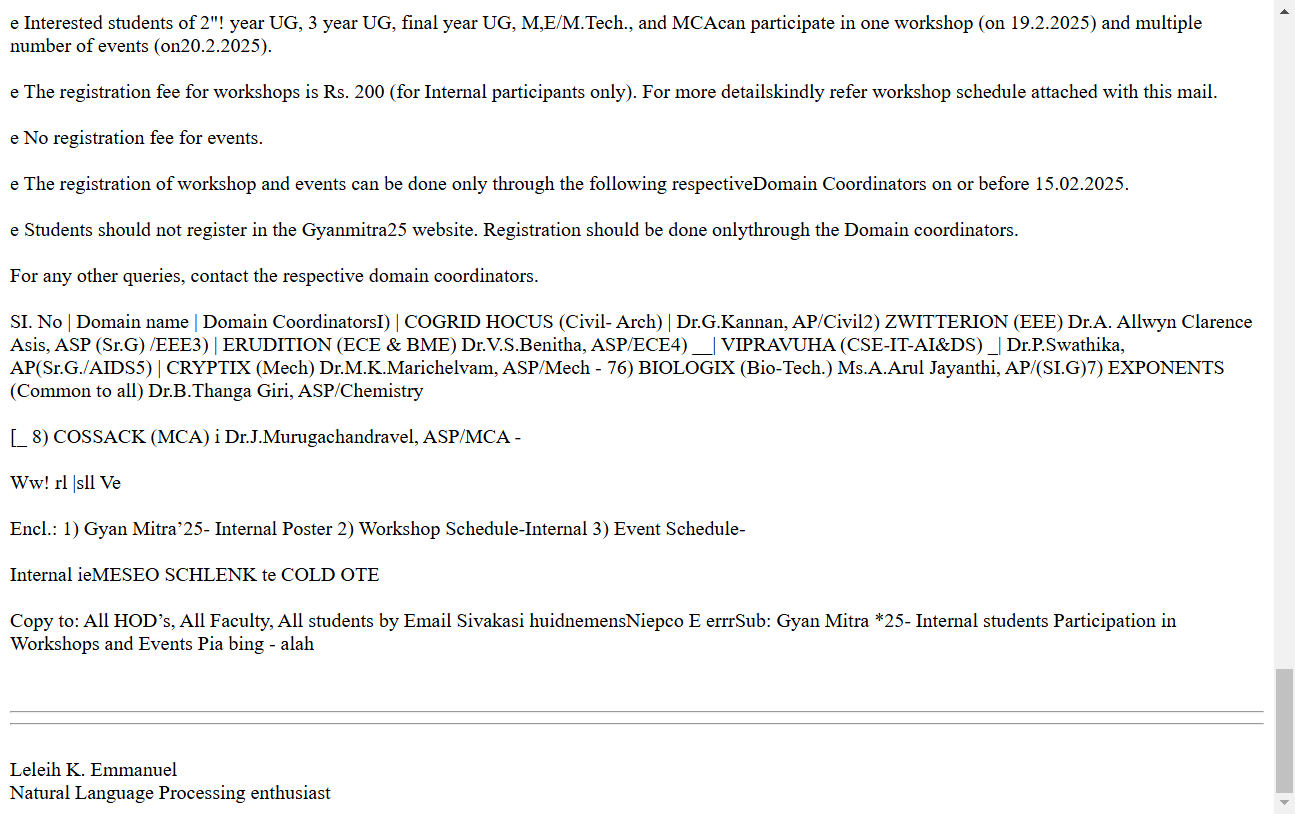 e Interested students of 2"! year UG, 3 year UG, final year UG, M,E/M.Tech., and MCAcan participate in one workshop (on 19.2.2025) and multiple
number of events (on20.2.2025).
e The registration fee for workshops is Rs. 200 (for Internal participants only). For more detailskindly refer workshop schedule attached with this mail.
e No registration fee for events.
e The registration of workshop and events can be done only through the following respectiveDomain Coordinators on or before 15.02.2025.
e Students should not register in the Gyanmitra25 website. Registration should be done onlythrough the Domain coordinators.
For any other queries, contact the respective domain coordinators.
SI. No | Domain name | Domain CoordinatorsI) | COGRID HOCUS (Civil- Arch) | Dr.G.Kannan, AP/Civil2) ZWITTERION (EEE) Dr.A. Allwyn Clarence
Asis, ASP (Sr.G) /EEE3) | ERUDITION (ECE & BME) Dr.V.S.Benitha, ASP/ECE4) __| VIPRAVUHA (CSE-IT-AI&DS) _| Dr.P.Swathika,
AP(Sr.G./AIDS5) | CRYPTIX (Mech) Dr.M.K.Marichelvam, ASP/Mech - 76) BIOLOGIX (Bio-Tech.) Ms.A.Arul Jayanthi, AP/(SI.G)7) EXPONENTS
(Common to all) Dr.B.Thanga Giri, ASP/Chemistry
[_ 8) COSSACK (MCA) i Dr.J.Murugachandravel, ASP/MCA -
Ww! rl |sll Ve
Encl.: 1) Gyan Mitra’25- Internal Poster 2) Workshop Schedule-Internal 3) Event Schedule-
Internal ieMESEO SCHLENK te COLD OTE
Copy to: All HOD’s, All Faculty, All students by Email Sivakasi huidnemensNiepco E errrSub: Gyan Mitra *25- Internal students Participation in
Workshops and Events Pia bing - alah
Leleih K. Emmanuel
Natural Language Processing enthusiast